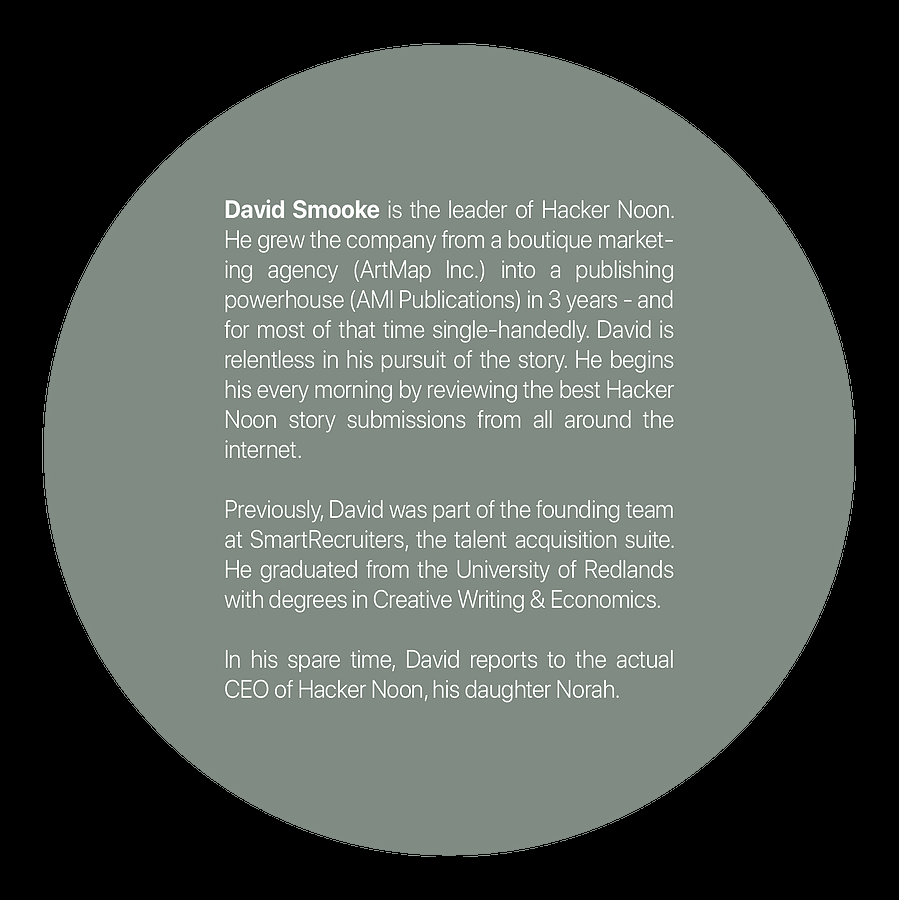 David Smooke is the leader of Hacker Noon.
He grew the company from a boutique market-
ing agency (ArtMap Inc.) into a publishing
powerhouse (AMI Publications) in 3 years - and
for most of that time single-handedly. David is
relentless in his pursuit of the story. He begins
his every morning by reviewing the best Hacker
Noon story submissions from all around the
internet.
Previously, David was part of the founding team
at SmartRecruiters, the talent acquisition suite.
He graduated from the University of Redlands
with degrees in Creative Writing & Economics.
In his spare time, David reports to the actual
CEO of Hacker Noon, his daughter Norah.